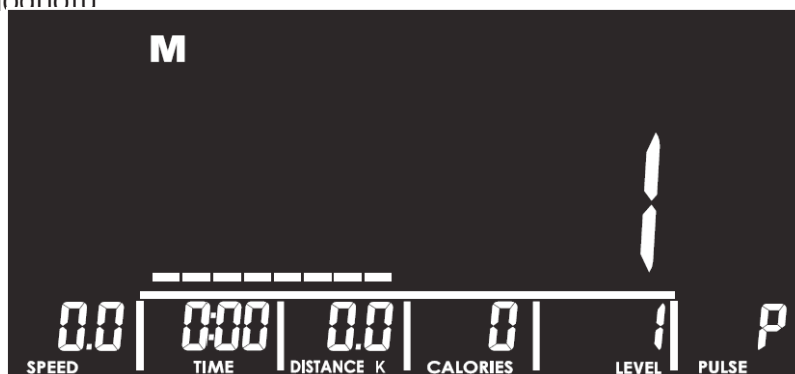 M
1
0.0 0:00 0.0 0 1 P
SPEED TIME DISTANCE K CALORIES LEVEL PULSE